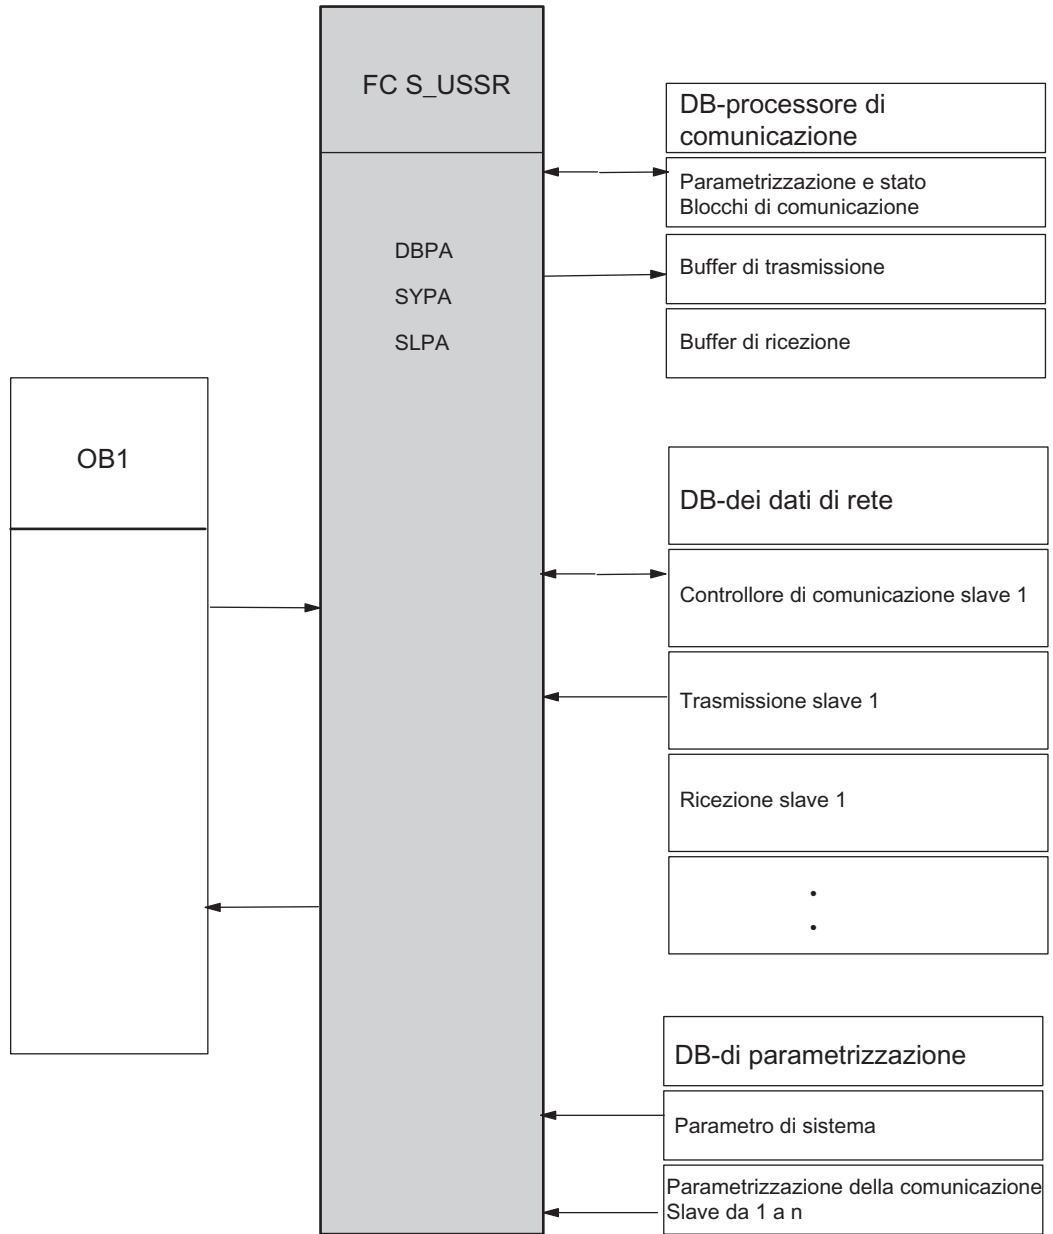 FC S_USSR
DBPA
SYPA
SLPA
OB1
DB-processore di
comunicazione
Parametrizzazione e stato
Blocchi di comunicazione
Buffer di trasmissione
Buffer di ricezione
DB-dei dati di rete
Controllore di comunicazione slave 1
Trasmissione slave 1
Ricezione slave 1
DB-di parametrizzazione
Parametro di sistema
Parametrizzazione della comunicazione
Slave da 1 a n